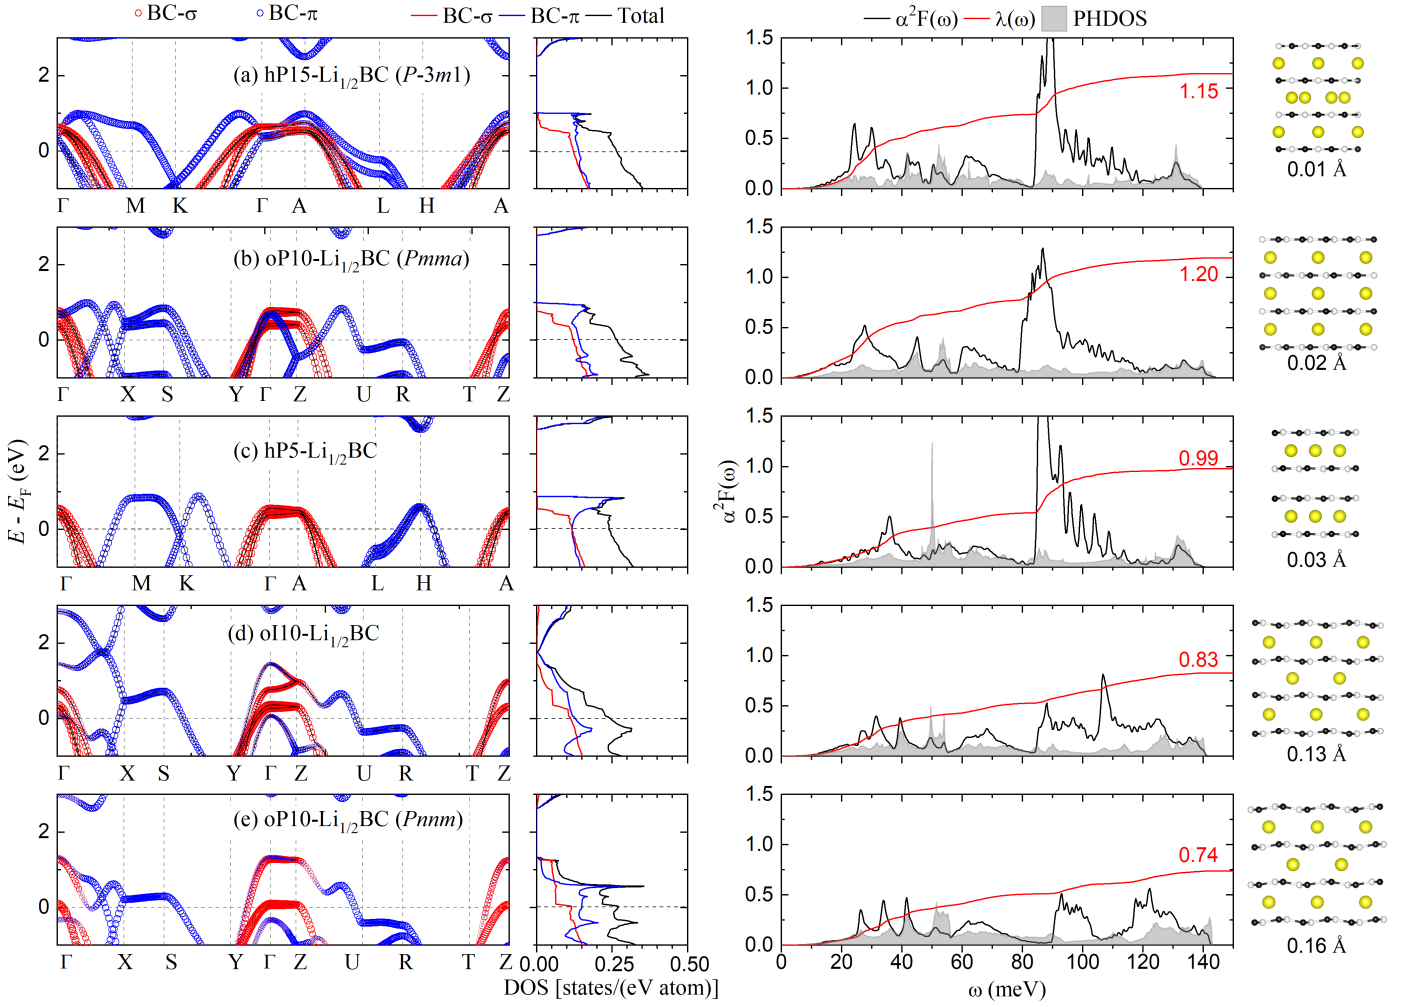 BC-σ BC-π BC-σ BC-π Total α²F(ω) λ(ω) PHDOS
(a) hP15-Li1/2BC (P-3m1)
2
0
Γ M K Γ A L H A
1.5
1.0
0.5
0.0
1.15
0.01 Å
(b) oP10-Li1/2BC (Pmma)
2
0
Γ X S Y Γ Z U R T Z
1.5
1.0
0.5
0.0
1.20
0.02 Å
(c) hP5-Li1/2BC
2
0
Γ M K Γ A L H A
1.5
1.0
0.5
0.0
0.99
0.03 Å
E - EF (eV)
α²F(ω)
(d) oI10-Li1/2BC
2
0
Γ X S Y Γ Z U R T Z
1.5
1.0
0.5
0.0
0.83
0.13 Å
(e) oP10-Li1/2BC (Pnnm)
2
0
Γ X S Y Γ Z U R T Z
0.00 0.25 0.50
DOS [states/(eV atom)]
1.5
1.0
0.5
0.0
0.74
0 20 40 60 80 100 120 140
ω (meV)
0.16 Å